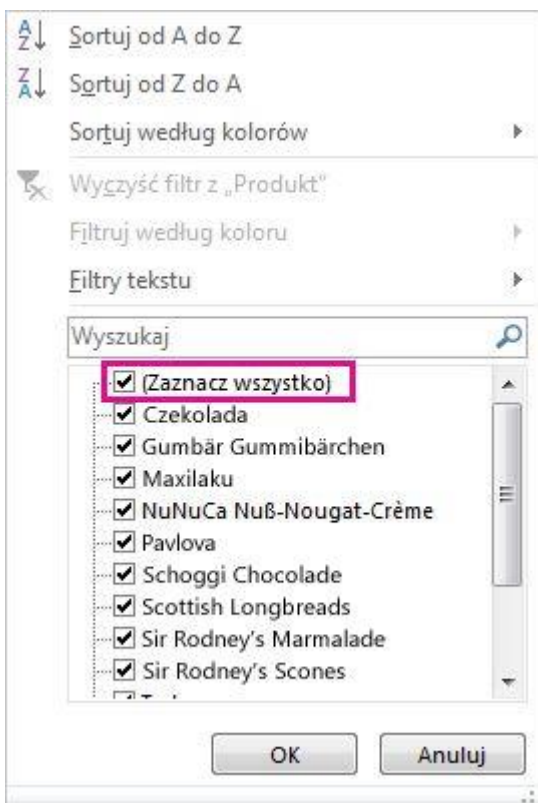 Sortuj od A do Z
Sortuj od Z do A
Sortuj według kolorów
Wyczyść filtr z „Produkt”
Filtruj według koloru
Filtry tekstu
Wyszukaj
(Zaznacz wszystko)
Czekolada
Gumbär Gummibärchen
Maxilaku
NuNuCa Nuß-Nougat-Crème
Pavlova
Schoggi Chocolade
Scottish Longbreads
Sir Rodney's Marmalade
Sir Rodney's Scones
OK Anuluj